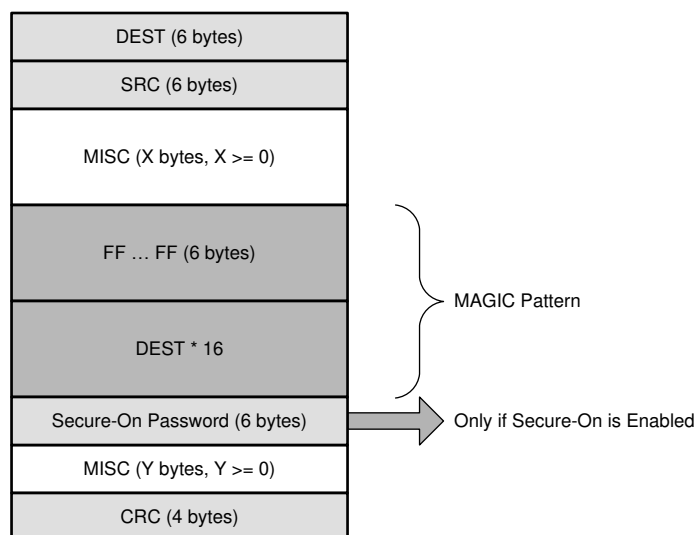 DEST (6 bytes)
SRC (6 bytes)
MISC (X bytes, X >= 0)
FF … FF (6 bytes)
MAGIC Pattern
DEST * 16
Secure-On Password (6 bytes)
Only if Secure-On is Enabled
MISC (Y bytes, Y >= 0)
CRC (4 bytes)